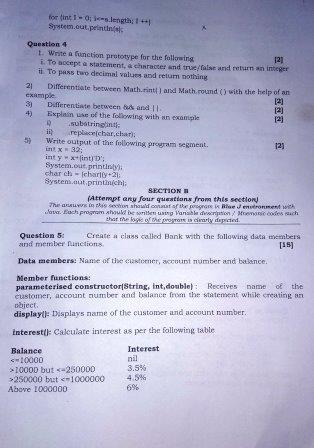 for (int I = 0; i<=s.length; I ++)
System.out.println(s);
Question 4
1. Write a function prototype for the following [2]
i. To accept a statement, a character and true/false and return an integer
ii. To pass two decimal values and return nothing
2) Differentiate between Math.rint( ) and Math.round ( ) with the help of an
example. [2]
3) Differentiate between && and ||. [2]
4) Explain use of the following with an example [2]
i) .substring(int);
ii) .replace(char,char);
5) Write output of the following program segment. [2]
int x = 32;
int y = x+(int)'D';
System.out.println(y);
char ch = (char)(y+2);
System.out.println(ch);
SECTION B
(Attempt any four questions from this section)
The answers in this section should consist of the program in Blue J environment with
Java. Each program should be written using Variable description / Mnemonic codes such
that the logic of the program is clearly depicted.
Question 5: Create a class called Bank with the following data members
and member functions. [15]
Data members: Name of the customer, account number and balance.
Member functions:
parameterised constructor(String, int,double) : Receives name of the
customer, account number and balance from the statement while creating an
object.
display(): Displays name of the customer and account number.
interest(): Calculate interest as per the following table
Balance Interest
<=10000 nil
>10000 but <=250000 3.5%
>250000 but <=1000000 4.5%
Above 1000000 6%